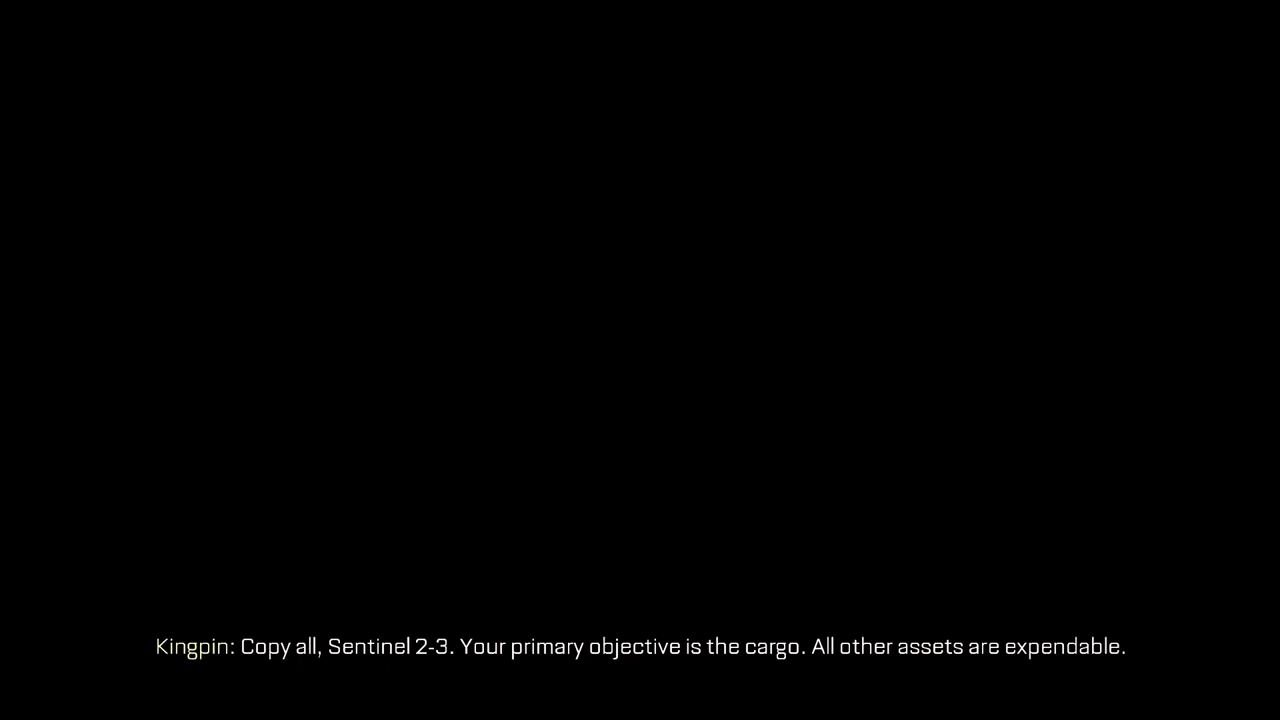 Kingpin: Copy all, Sentinel 2-3. Your primary objective is the cargo. All other assets are expendable.